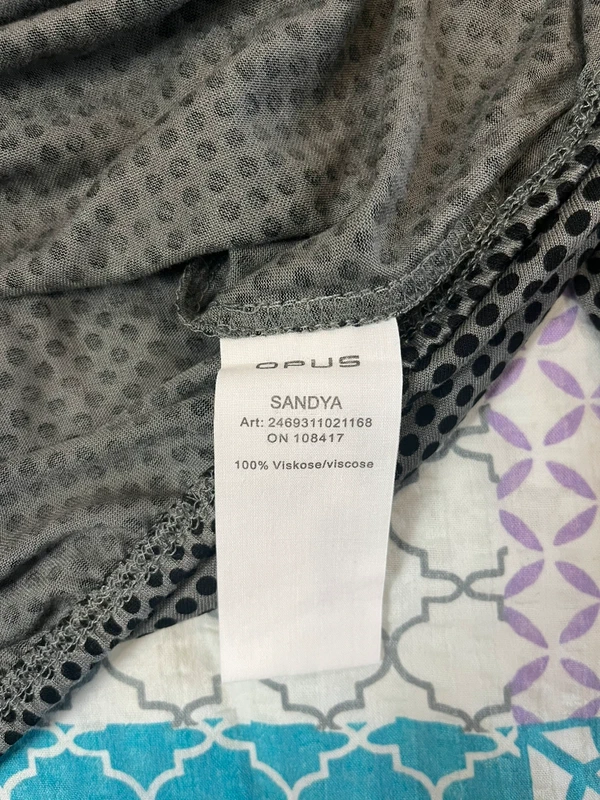 OPUS
SANDYA
Art: 2469311021168
ON 108417
100% Viskose/viscose